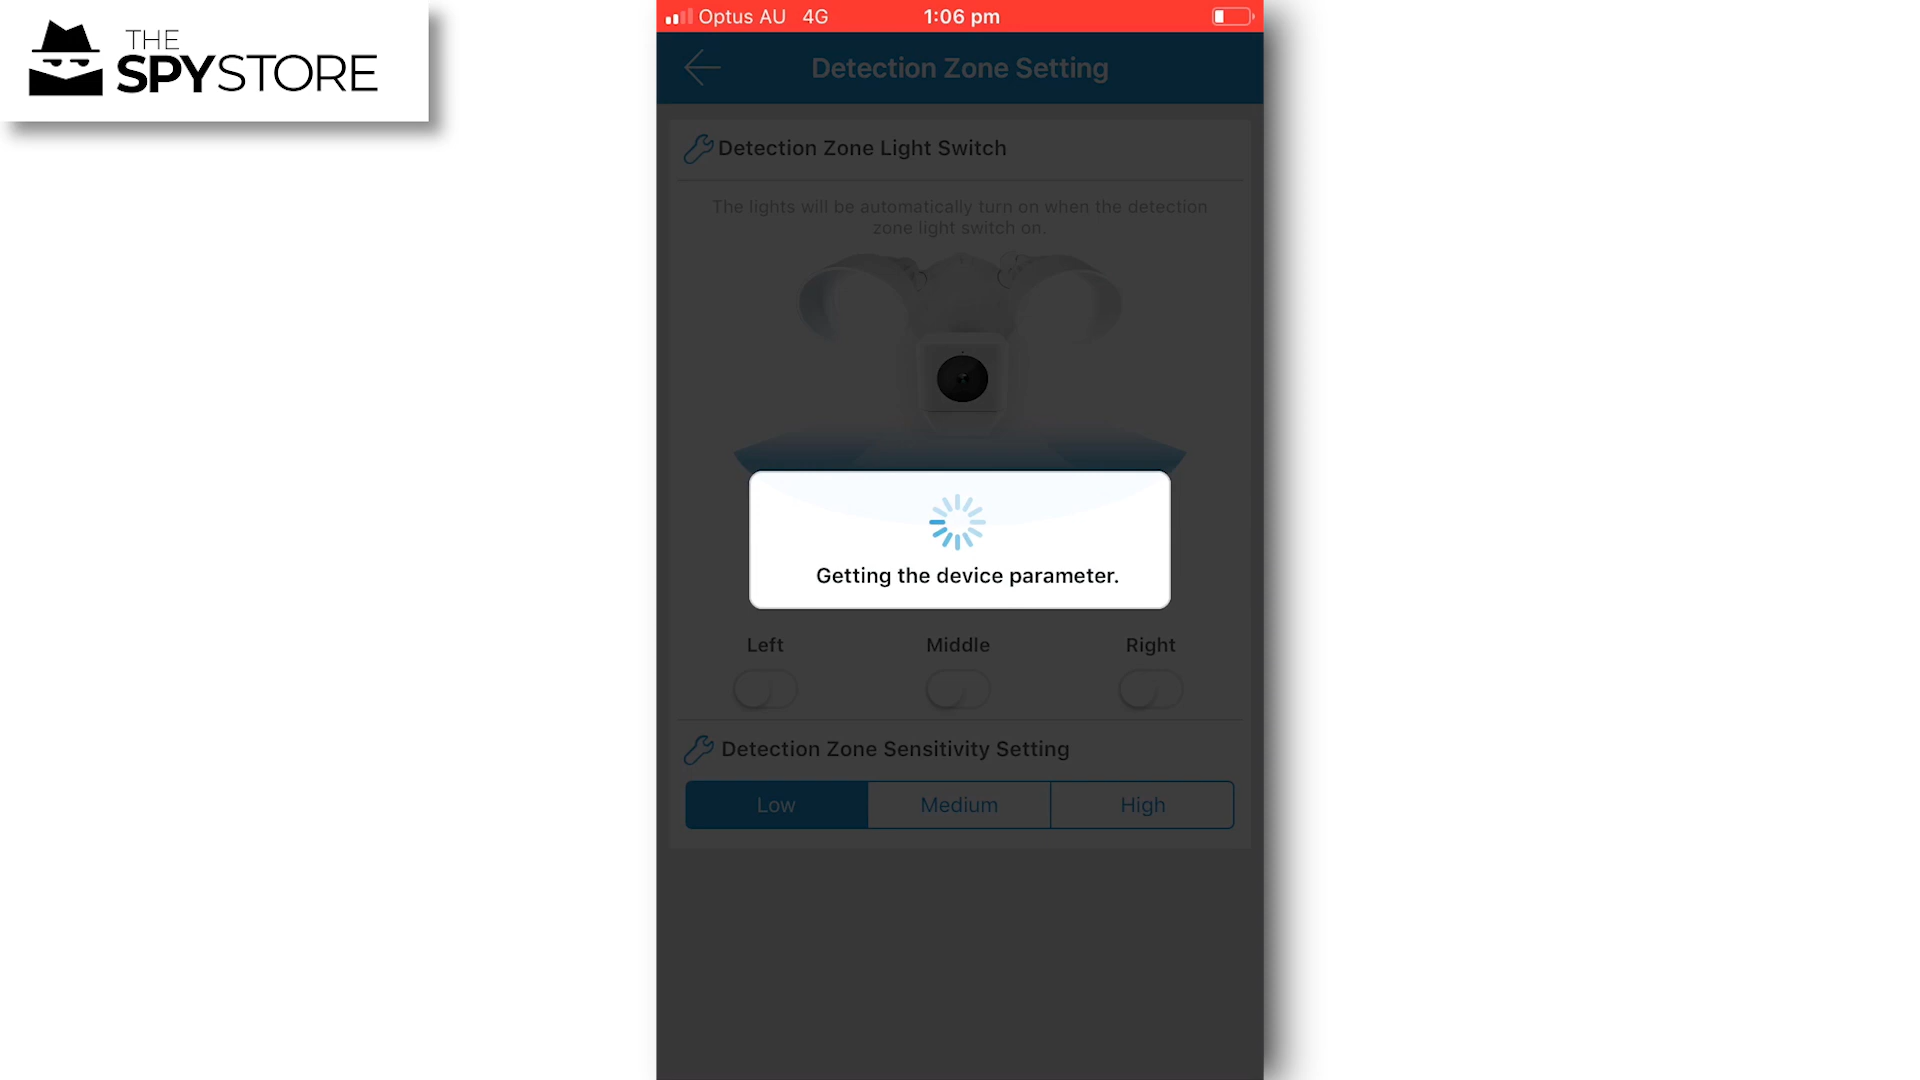 THE
SPYSTORE
Optus AU 4G 1:06 pm
Detection Zone Setting
Detection Zone Light Switch
The lights will be automatically turn on when the detection
zone light switch on.
Getting the device parameter.
Left Middle Right
Detection Zone Sensitivity Setting
Low Medium High